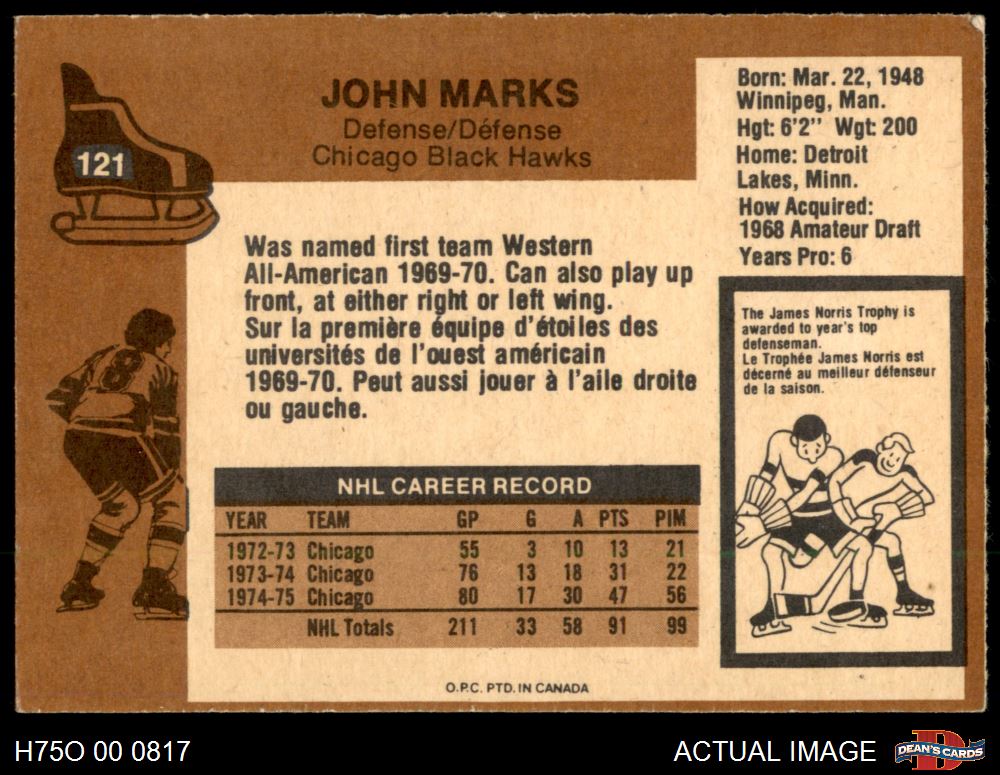 121
JOHN MARKS
Defense/Défense
Chicago Black Hawks
Born: Mar. 22, 1948
Winnipeg, Man.
Hgt: 6'2" Wgt: 200
Home: Detroit
Lakes, Minn.
How Acquired:
1968 Amateur Draft
Years Pro: 6
Was named first team Western
All-American 1969-70. Can also play up
front, at either right or left wing.
Sur la première équipe d'étoiles des
universités de l'ouest américain
1969-70. Peut aussi jouer à l'aile droite
ou gauche.
8
The James Norris Trophy is
awarded to year's top
defenseman.
Le Trophée James Norris est
décerné au meilleur défenseur
de la saison.
NHL CAREER RECORD
YEAR TEAM GP G A PTS PIM
1972-73 Chicago 55 3 10 13 21
1973-74 Chicago 76 13 18 31 22
1974-75 Chicago 80 17 30 47 56
NHL Totals 211 33 58 91 99
O.P.C. PTD. IN CANADA
H75O 00 0817
ACTUAL IMAGE
D
DEAN'S CARDS